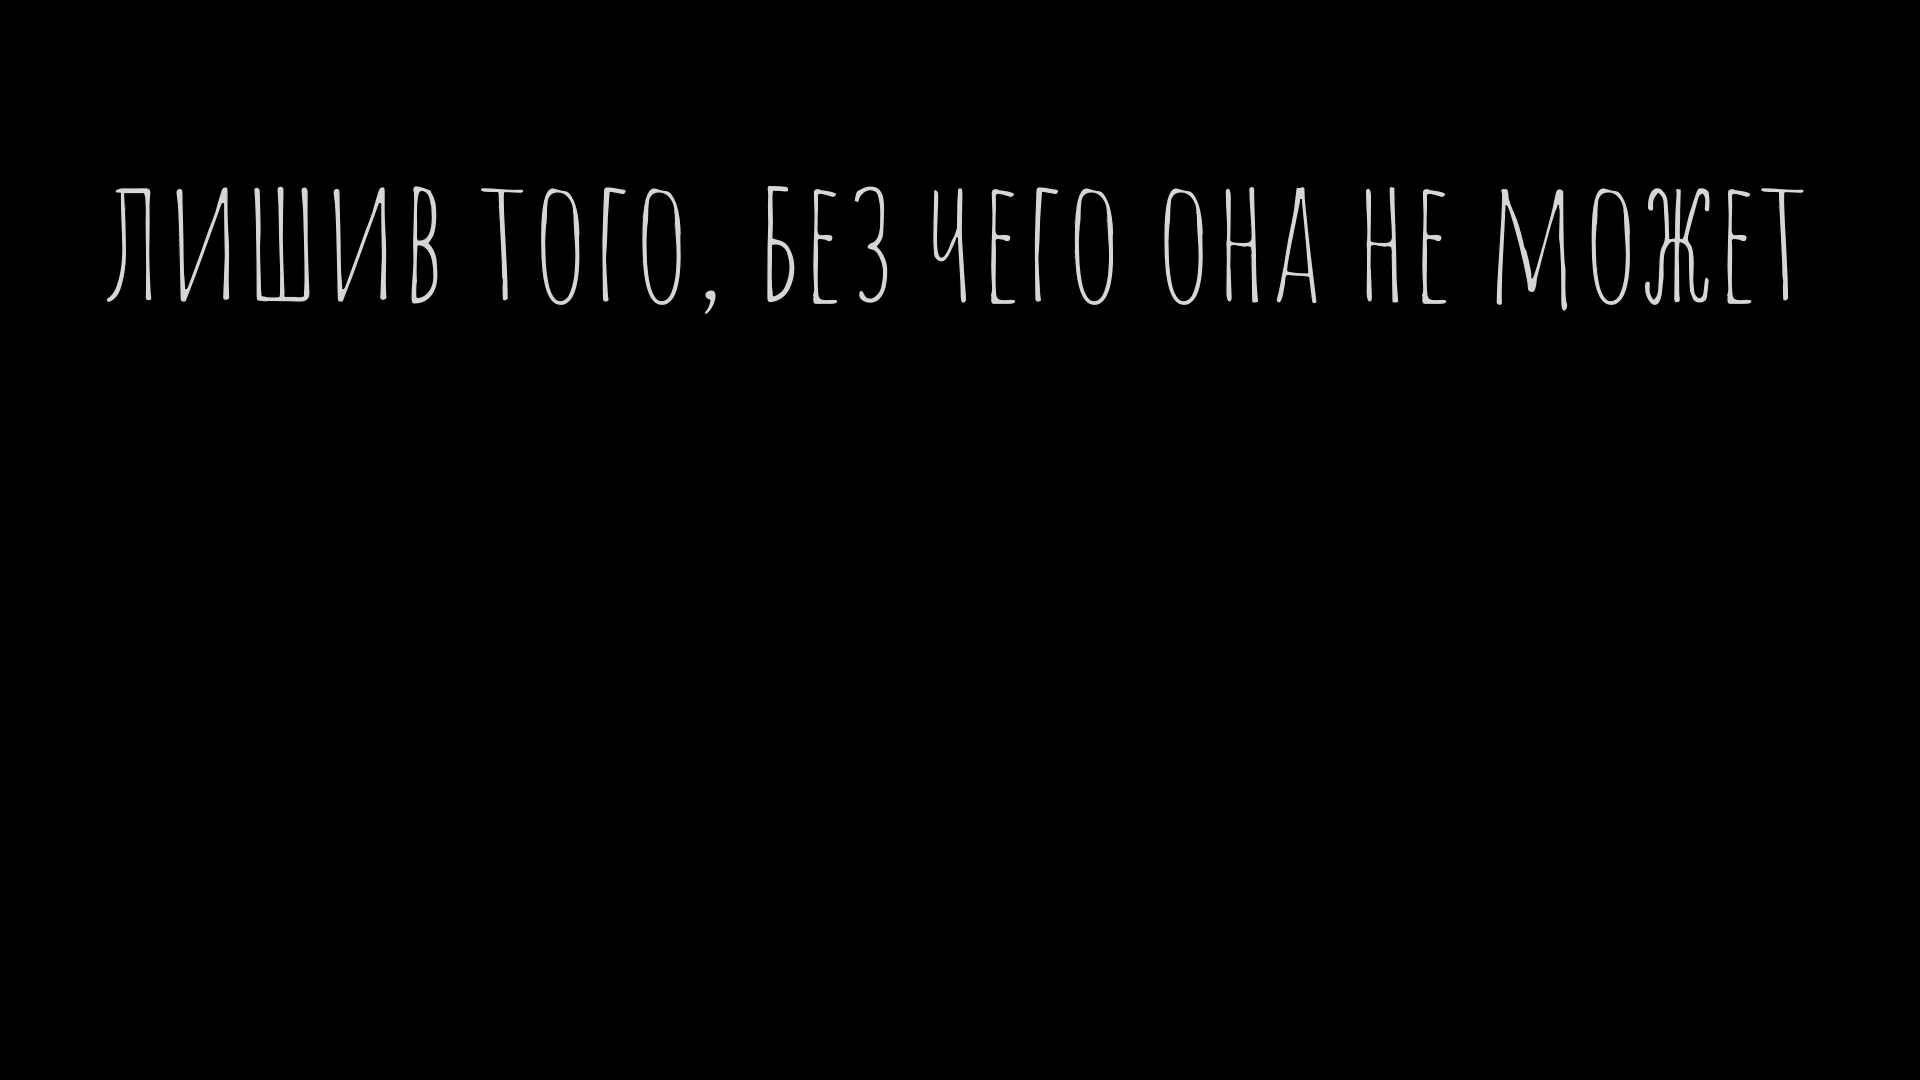 ЛИШИВ ТОГО, БЕЗ ЧЕГО ОНА НЕ МОЖЕТ